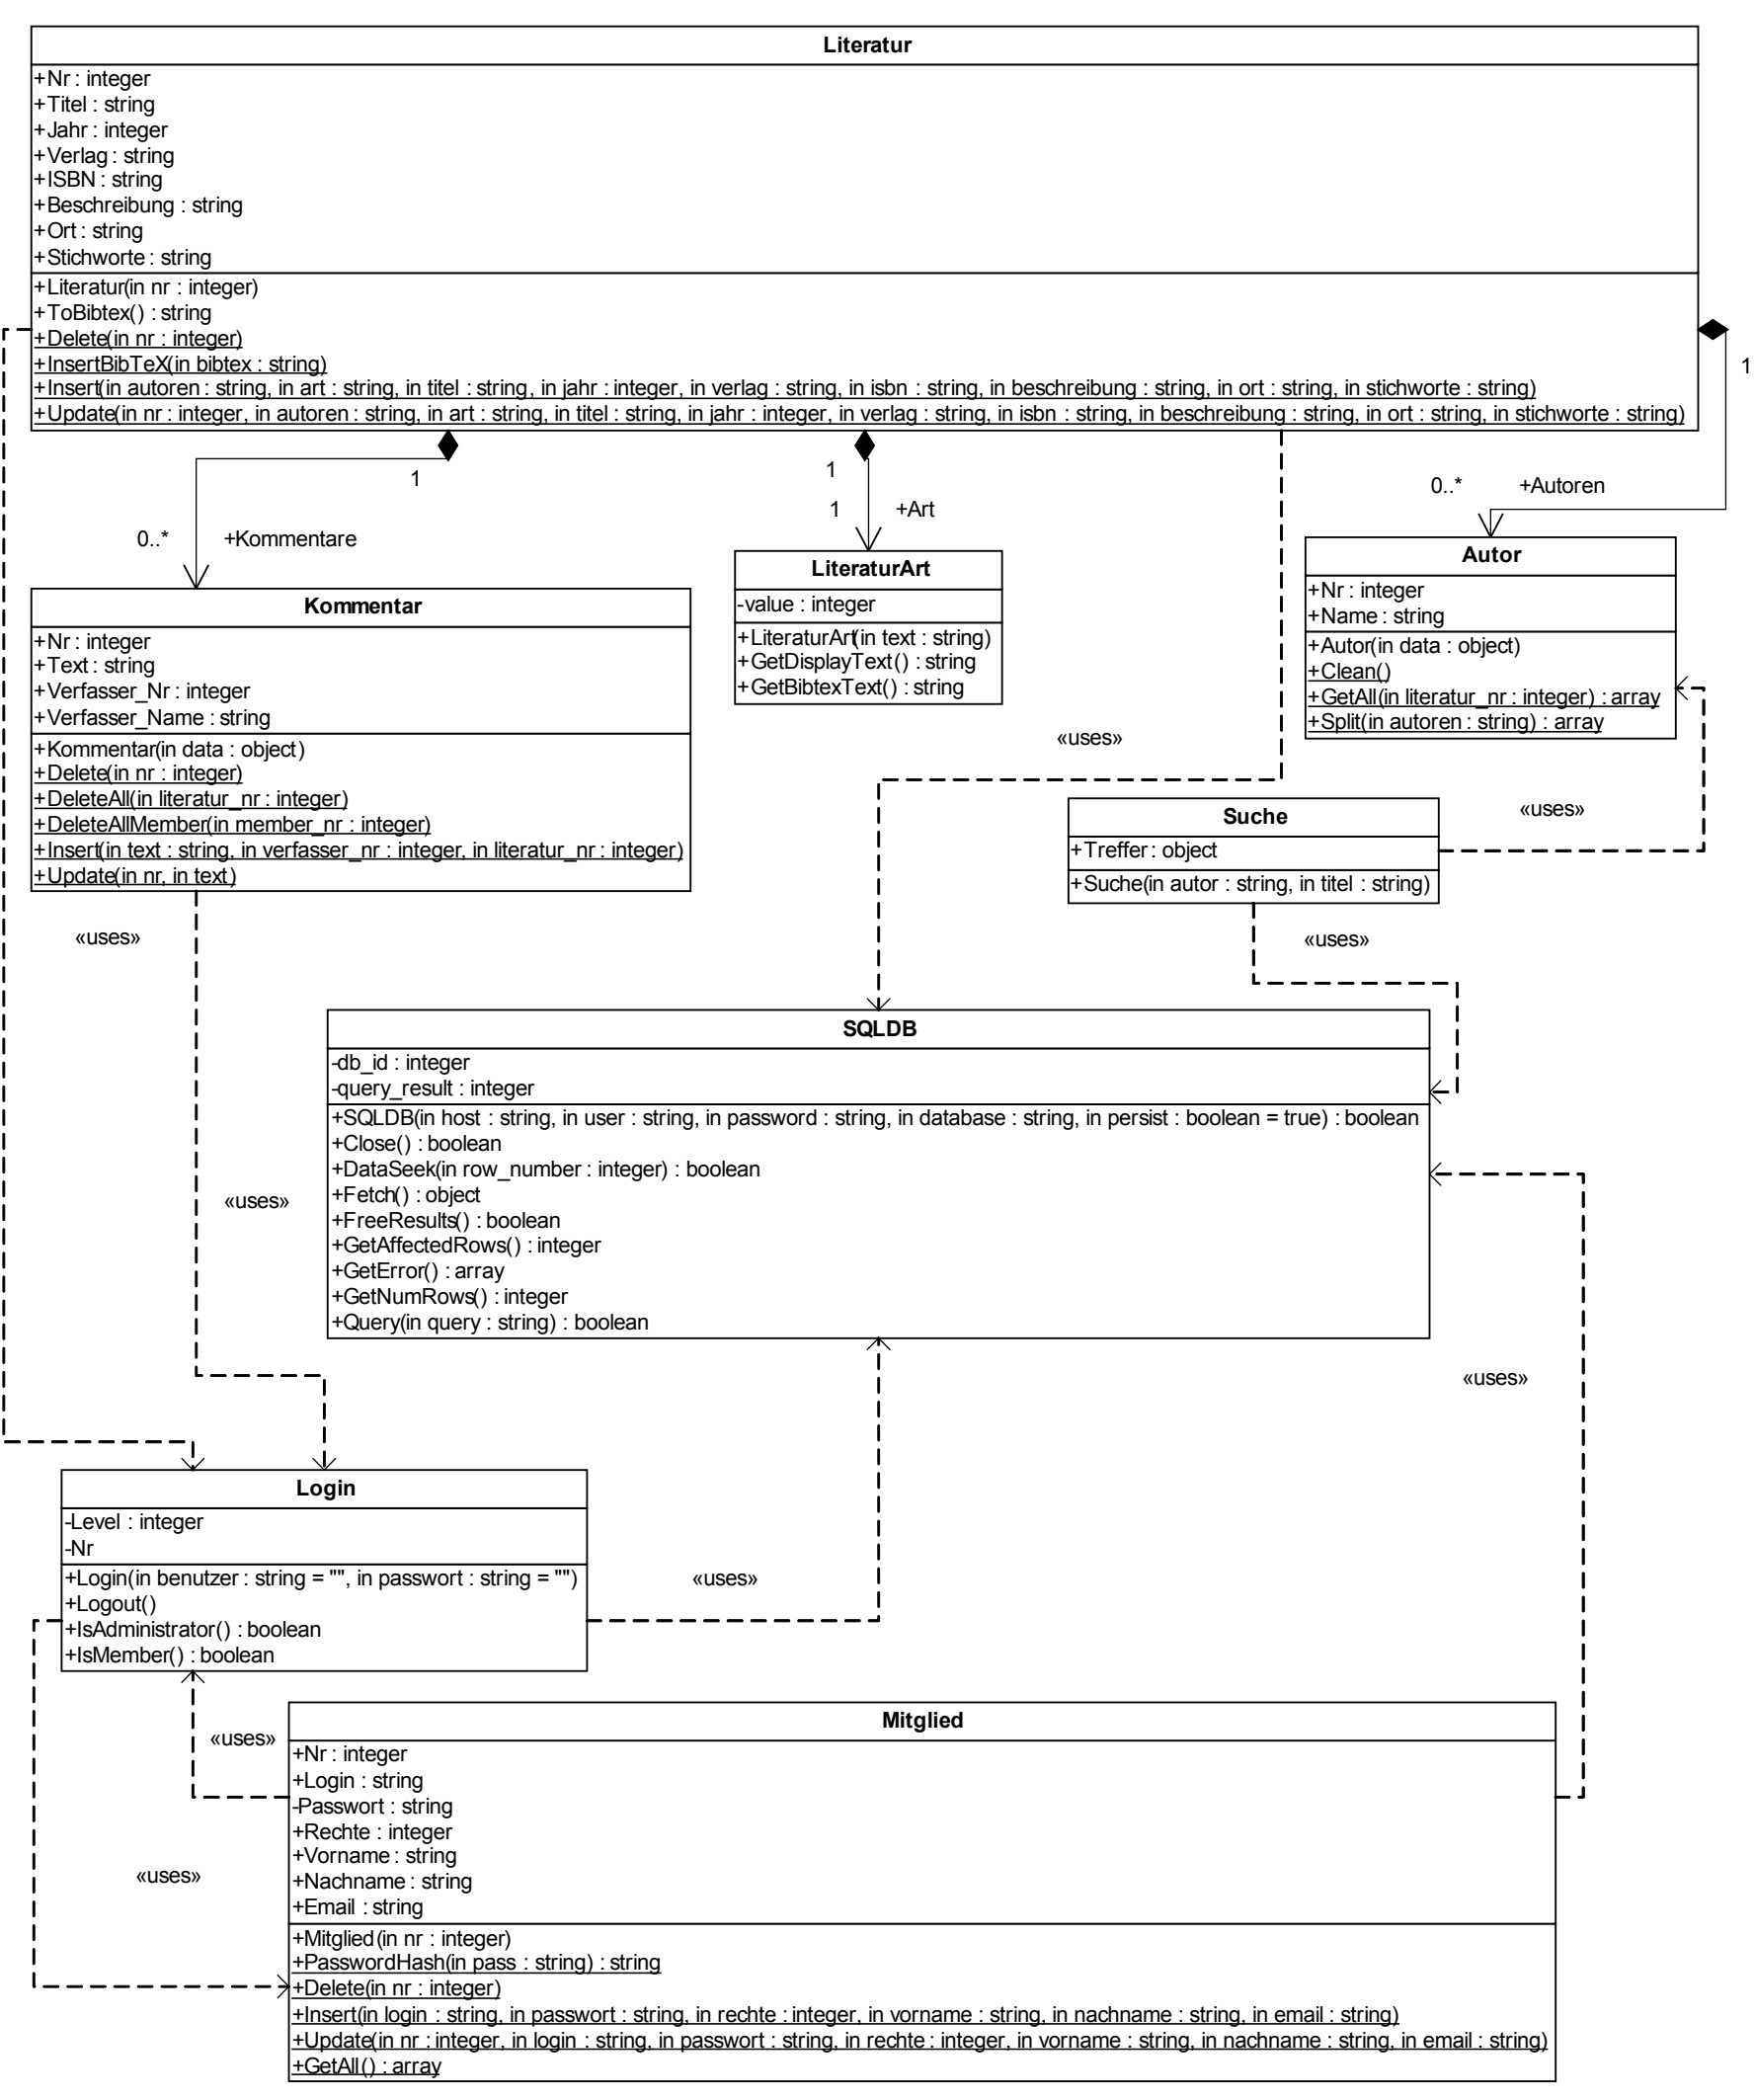 Literatur
+Nr : integer
+Titel : string
+Jahr : integer
+Verlag : string
+ISBN : string
+Beschreibung : string
+Ort : string
+Stichworte : string
+Literatur(in nr : integer)
+ToBibtex() : string
+Delete(in nr : integer)
+InsertBibTeX(in bibtex : string)
+Insert(in autoren : string, in art : string, in titel : string, in jahr : integer, in verlag : string, in isbn : string, in beschreibung : string, in ort : string, in stichworte : string)
+Update(in nr : integer, in autoren : string, in art : string, in titel : string, in jahr : integer, in verlag : string, in isbn : string, in beschreibung : string, in ort : string, in stichworte : string)
1
1
1
0..* +Autoren
1 +Art
0..* +Kommentare
Kommentar
+Nr : integer
+Text : string
+Verfasser_Nr : integer
+Verfasser_Name : string
+Kommentar(in data : object)
+Delete(in nr : integer)
+DeleteAll(in literatur_nr : integer)
+DeleteAllMember(in member_nr : integer)
+Insert(in text : string, in verfasser_nr : integer, in literatur_nr : integer)
+Update(in nr, in text)
LiteraturArt
-value : integer
+LiteraturArt(in text : string)
+GetDisplayText() : string
+GetBibtexText() : string
Autor
+Nr : integer
+Name : string
+Autor(in data : object)
+Clean()
+GetAll(in literatur_nr : integer) : array
+Split(in autoren : string) : array
«uses»
Suche
+Treffer : object
+Suche(in autor : string, in titel : string)
«uses»
«uses»
«uses»
SQLDB
-db_id : integer
-query_result : integer
+SQLDB(in host : string, in user : string, in password : string, in database : string, in persist : boolean = true) : boolean
+Close() : boolean
+DataSeek(in row_number : integer) : boolean
+Fetch() : object
+FreeResults() : boolean
+GetAffectedRows() : integer
+GetError() : array
+GetNumRows() : integer
+Query(in query : string) : boolean
«uses»
«uses»
Login
-Level : integer
-Nr
+Login(in benutzer : string = "", in passwort : string = "")
+Logout()
+IsAdministrator() : boolean
+IsMember() : boolean
«uses»
«uses»
«uses»
Mitglied
+Nr : integer
+Login : string
-Passwort : string
+Rechte : integer
+Vorname : string
+Nachname : string
+Email : string
+Mitglied(in nr : integer)
+PasswordHash(in pass : string) : string
+Delete(in nr : integer)
+Insert(in login : string, in passwort : string, in rechte : integer, in vorname : string, in nachname : string, in email : string)
+Update(in nr : integer, in login : string, in passwort : string, in rechte : integer, in vorname : string, in nachname : string, in email : string)
+GetAll() : array